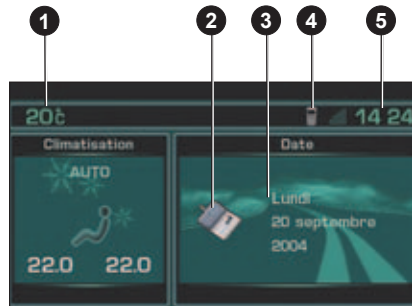 1 2 3 4 5
20°c 14 24
Climatisation
AUTO
22.0 22.0
Date
Lundi
20 septembre
2004